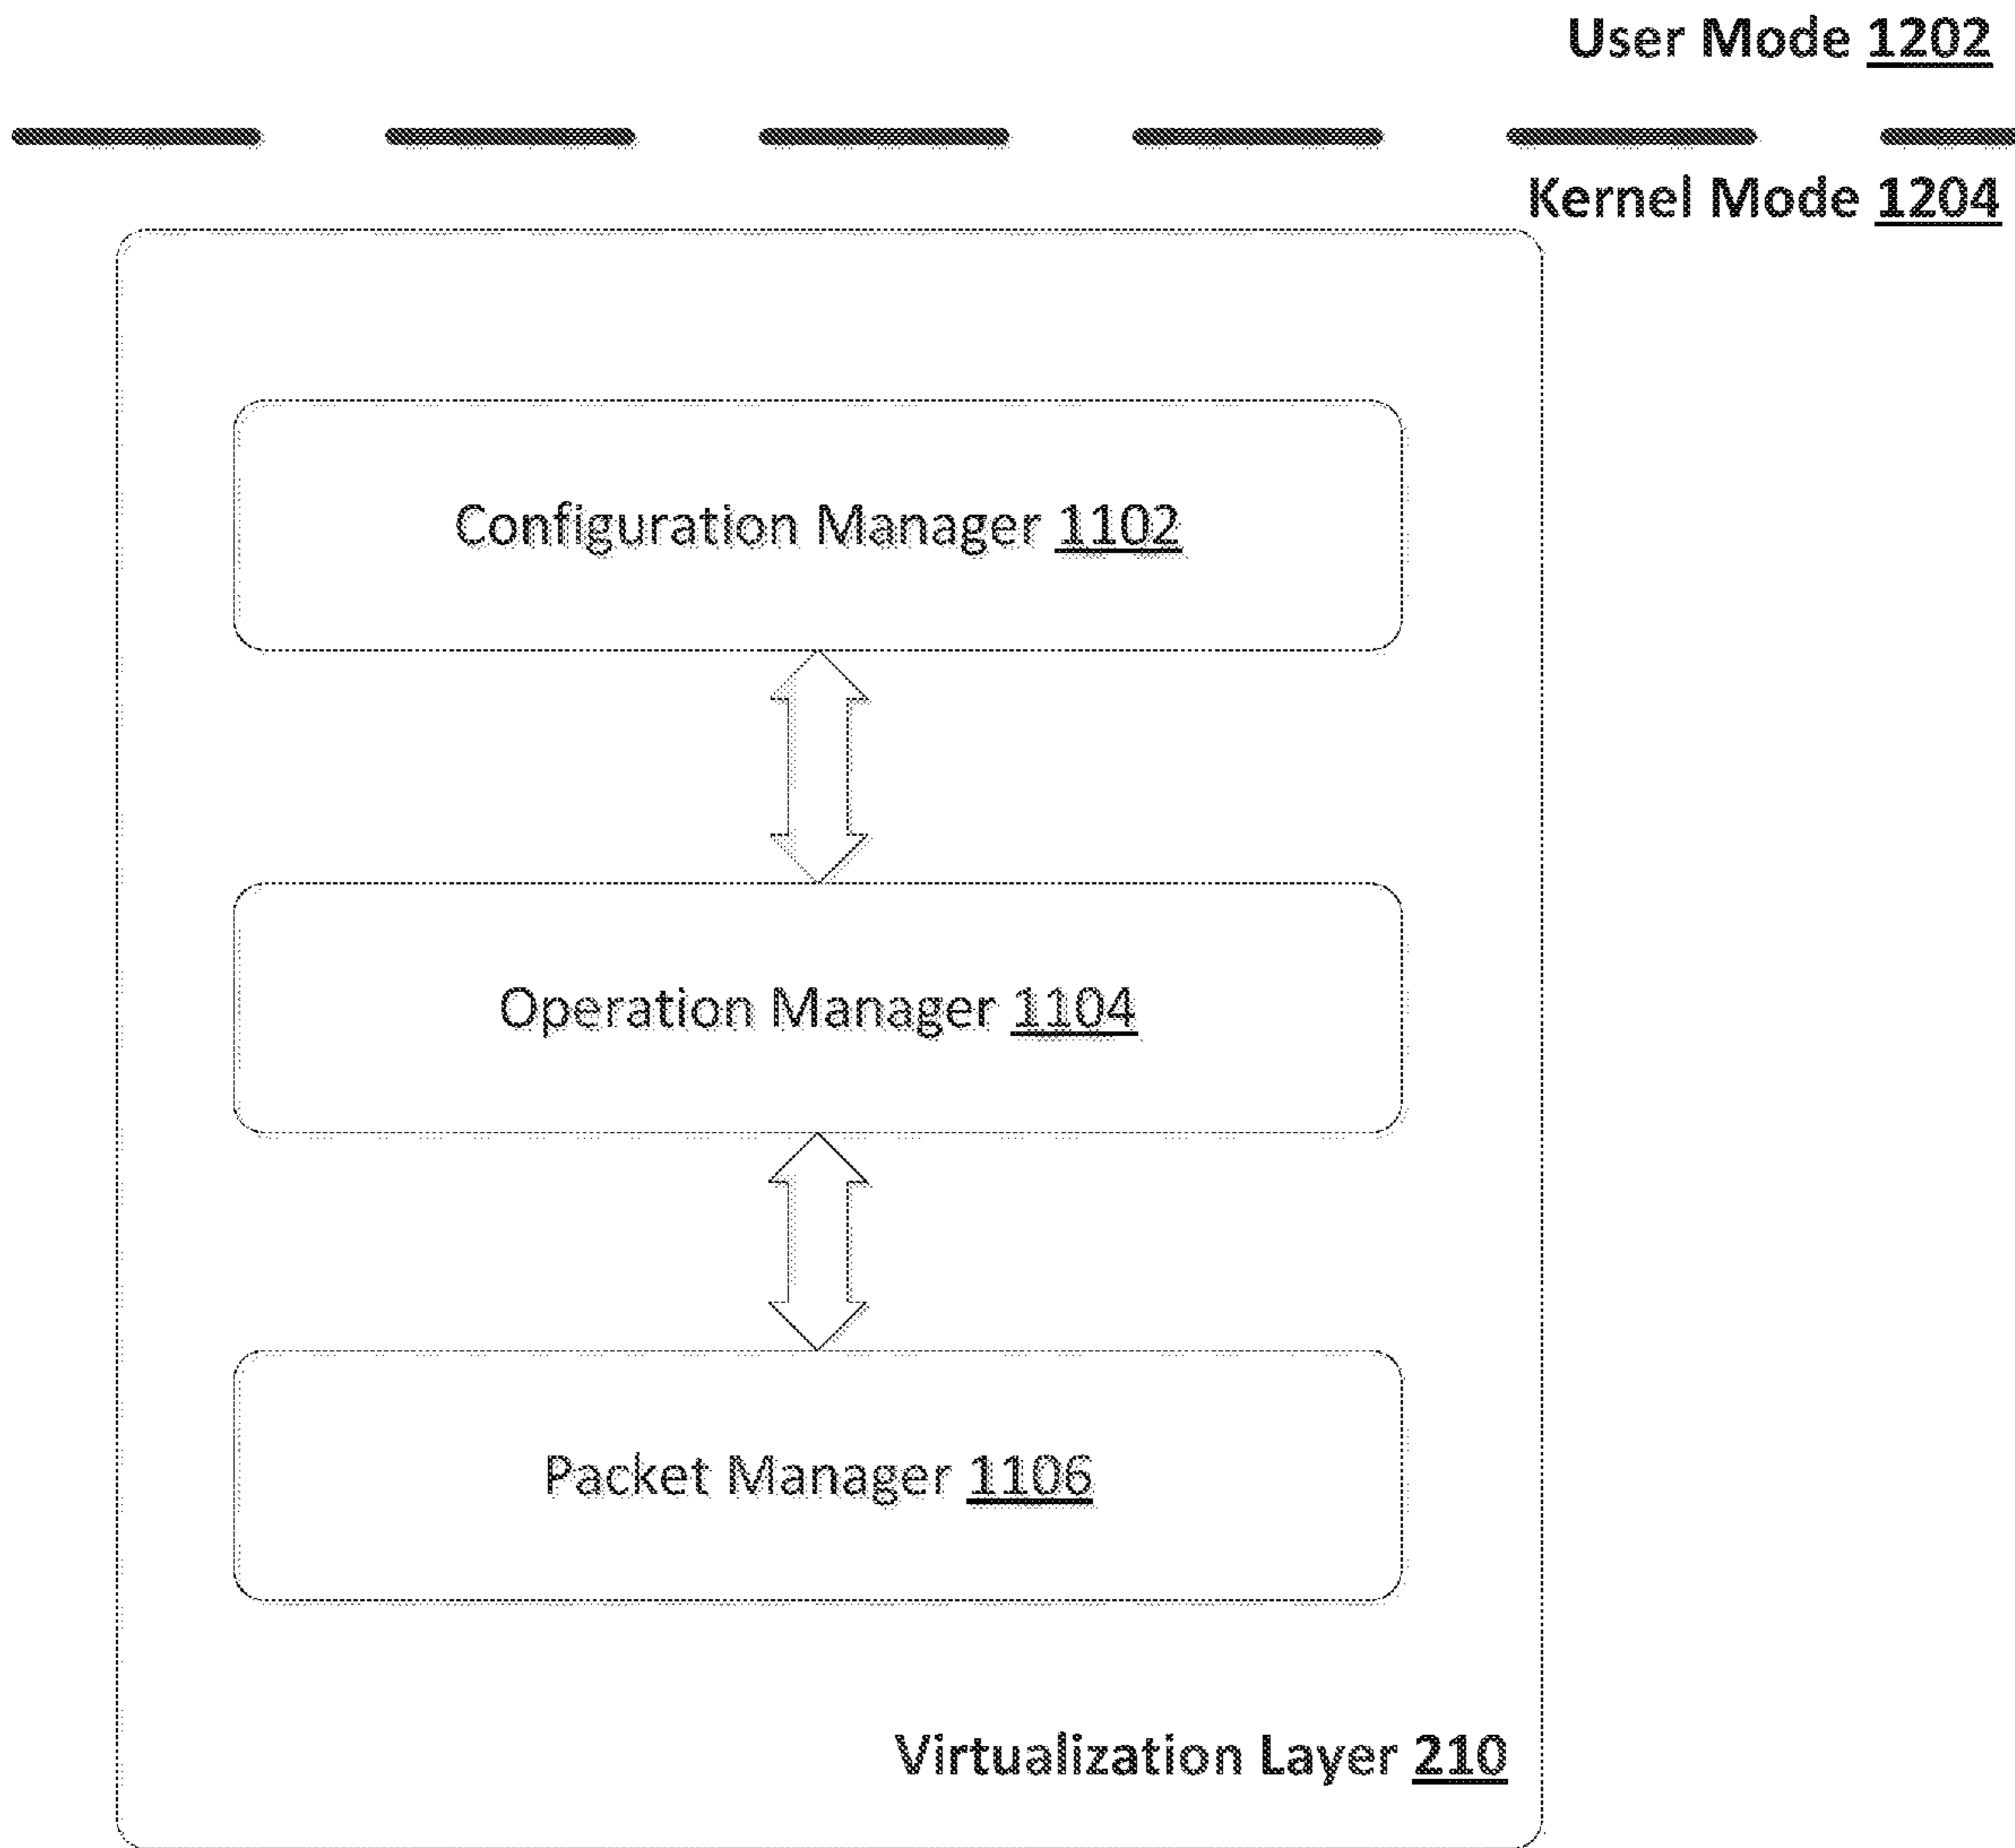 User Mode 1202
Kernel Mode 1204
Configuration Manager 1102
Operation Manager 1104
Packet Manager 1106
Virtualization Layer 210